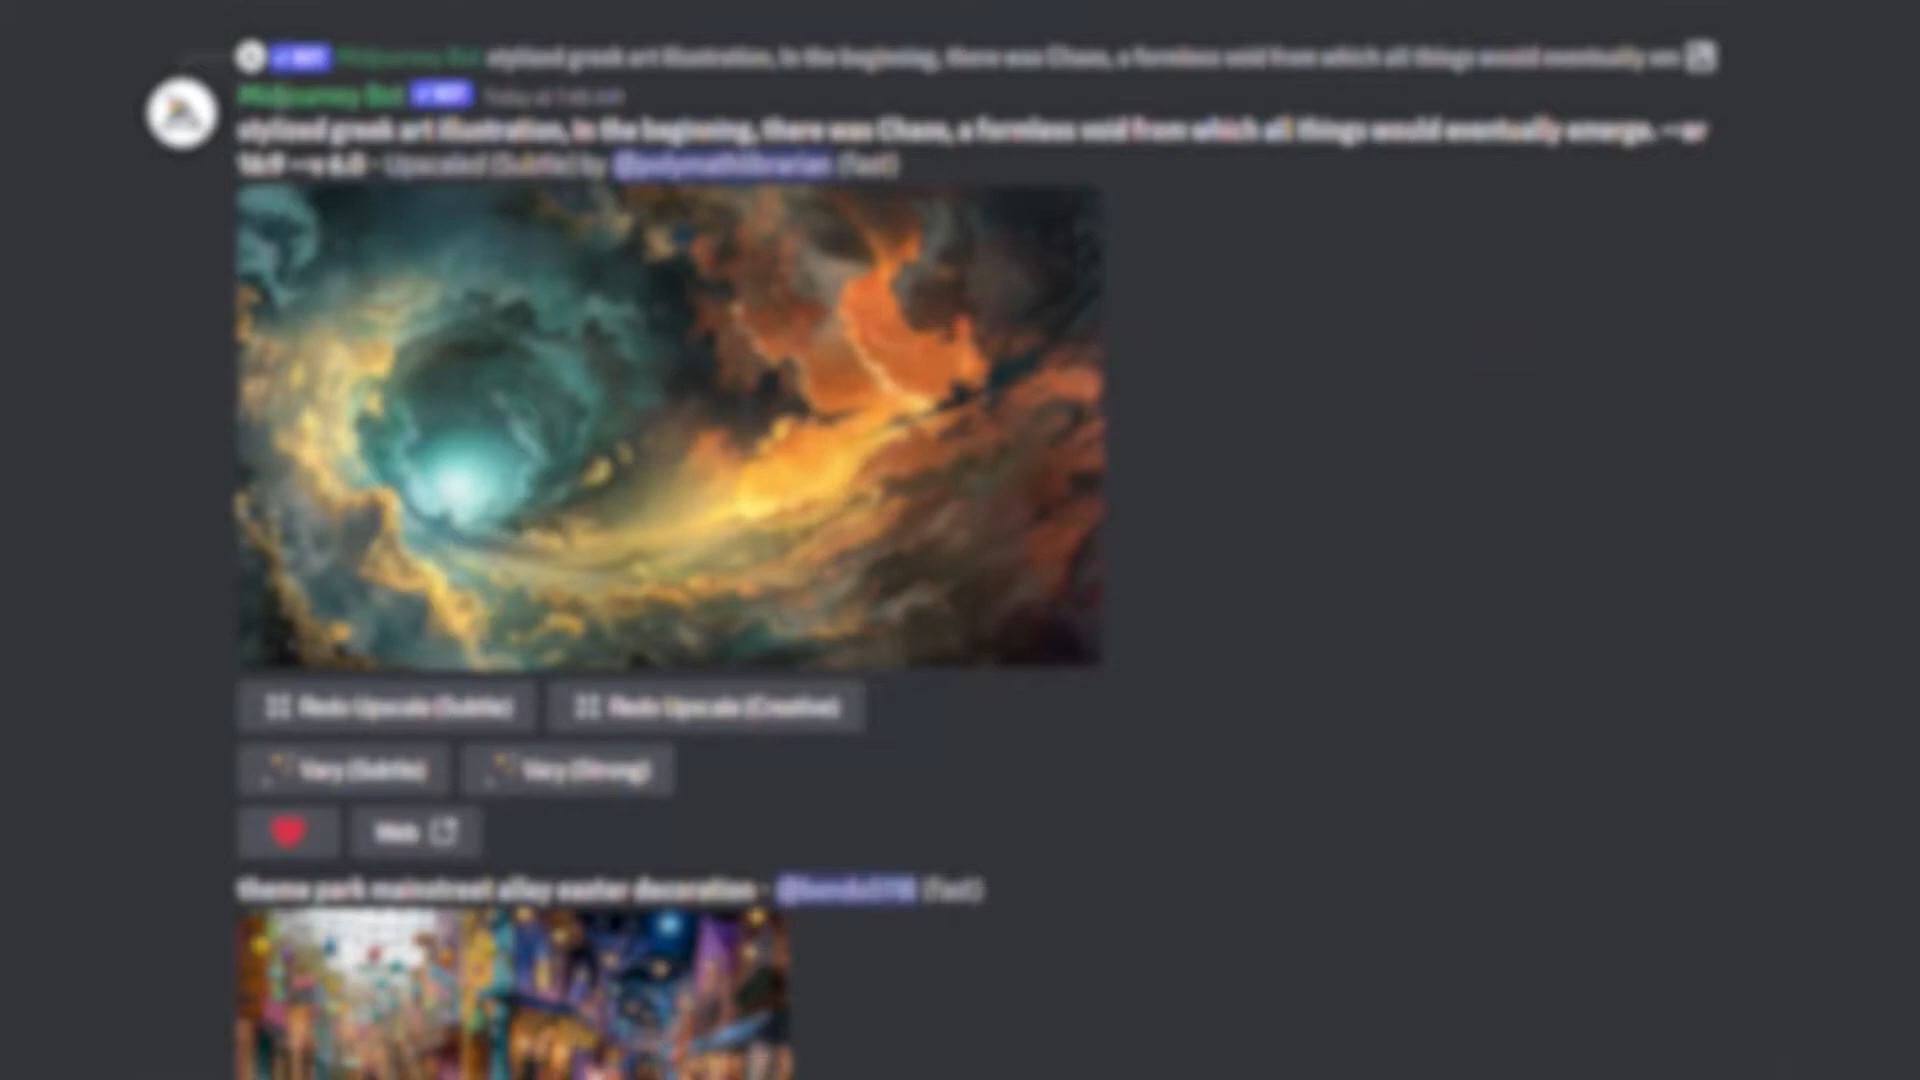 BOT Midjourney Bot stylized greek art illustration, In the beginning, there was Chaos, a formless void from which all things would eventually em
Midjourney Bot BOT Today at
stylized greek art illustration, In the beginning, there was Chaos, a formless void from which all things would eventually emerge. --ar
16:9 --v 6.0 - Upscaled (Subtle) by @polymathlibrarian (fast)
Redo Upscale (Subtle) Redo Upscale (Creative)
Vary (Subtle) Vary (Strong)
Web
theme park mainstreet alley easter decoration - (fast)